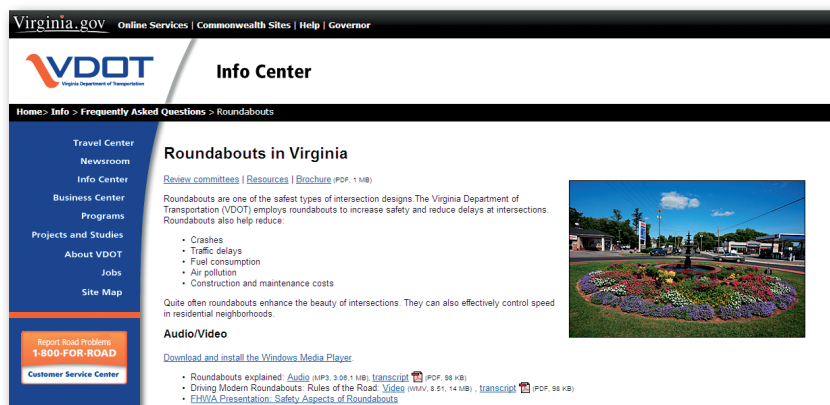 Virginia.gov Online Services | Commonwealth Sites | Help | Governor
VDOT
Virginia Department of Transportation
Info Center
Home> Info > Frequently Asked Questions > Roundabouts
Travel Center
Newsroom
Info Center
Business Center
Programs
Projects and Studies
About VDOT
Jobs
Site Map
Report Road Problems
1-800-FOR-ROAD
Customer Service Center
Roundabouts in Virginia
Review committees | Resources | Brochure (PDF, 1 MB)
Roundabouts are one of the safest types of intersection designs.The Virginia Department of
Transportation (VDOT) employs roundabouts to increase safety and reduce delays at intersections.
Roundabouts also help reduce:
• Crashes
• Traffic delays
• Fuel consumption
• Air pollution
• Construction and maintenance costs
Quite often roundabouts enhance the beauty of intersections. They can also effectively control speed
in residential neighborhoods.
Audio/Video
Download and install the Windows Media Player.
• Roundabouts explained: Audio (MP3, 3:06,1 MB), transcript (PDF, 98 KB)
• Driving Modern Roundabouts: Rules of the Road: Video (WMV, 8.51, 14 MB) , transcript (PDF, 98 KB)
• FHWA Presentation: Safety Aspects of Roundabouts